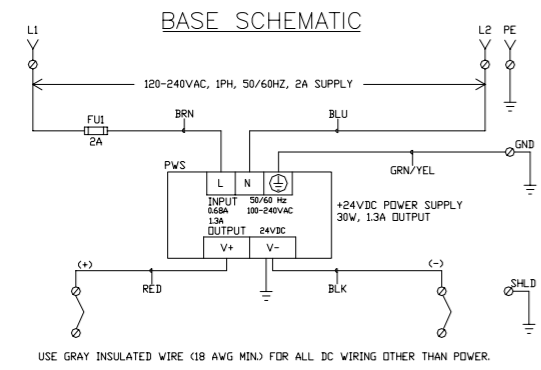 BASE SCHEMATIC
L1
L2 PE
120-240VAC, 1PH, 50/60HZ, 2A SUPPLY
FU1
2A
BRN
BLU
GND
GRN/YEL
PWS
L N
INPUT 50/60 Hz
0.68A 100-240VAC
1.3A
OUTPUT 24VDC
V+ V-
+24VDC POWER SUPPLY
30W, 1.3A OUTPUT
(+)
(-)
RED
BLK
SHLD
USE GRAY INSULATED WIRE (18 AWG MIN.) FOR ALL DC WIRING OTHER THAN POWER.